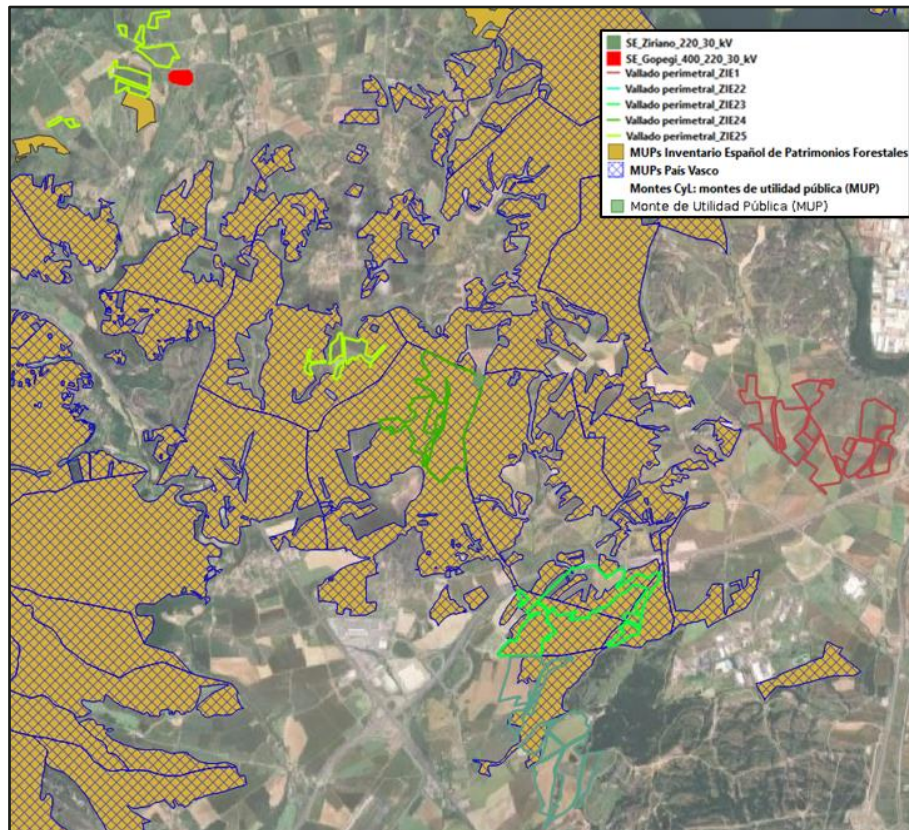 SE_Ziriano_220_30_kV
SE_Gopegi_400_220_30_kV
Vallado perimetral_ZIE1
Vallado perimetral_ZIE22
Vallado perimetral_ZIE23
Vallado perimetral_ZIE24
Vallado perimetral_ZIE25
MUPs Inventario Español de Patrimonios Forestales
MUPs País Vasco
Montes CyL: montes de utilidad pública (MUP)
Monte de Utilidad Pública (MUP)